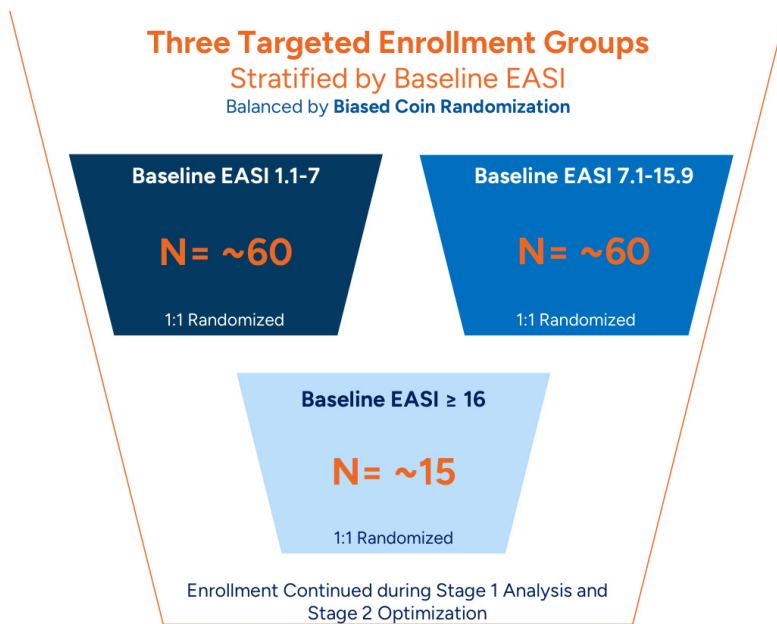 Three Targeted Enrollment Groups
Stratified by Baseline EASI
Balanced by Biased Coin Randomization
Baseline EASI 1.1-7
N= ~60
1:1 Randomized
Baseline EASI 7.1-15.9
N= ~60
1:1 Randomized
Baseline EASI ≥ 16
N= ~15
1:1 Randomized
Enrollment Continued during Stage 1 Analysis and
Stage 2 Optimization